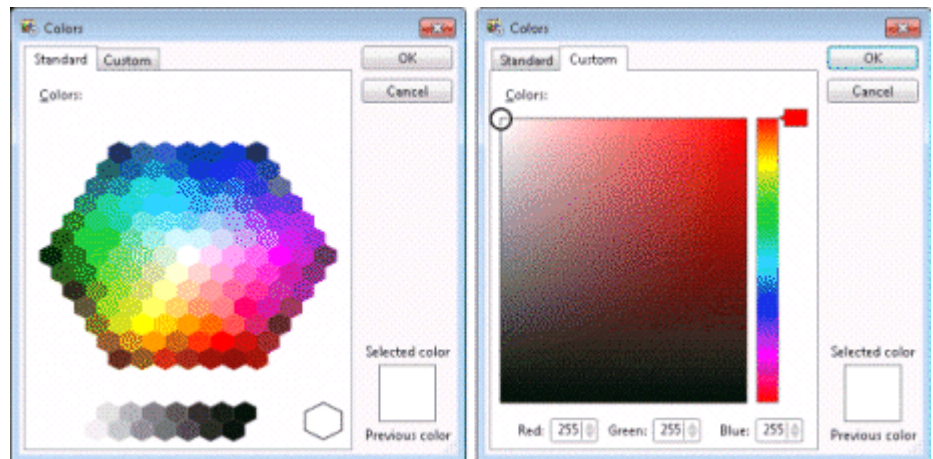 Colors
Standard Custom
OK
Cancel
Colors:
Selected color
Previous color
Colors
Standard Custom
OK
Cancel
Colors:
Selected color
Previous color
Red: 255 Green: 255 Blue: 255